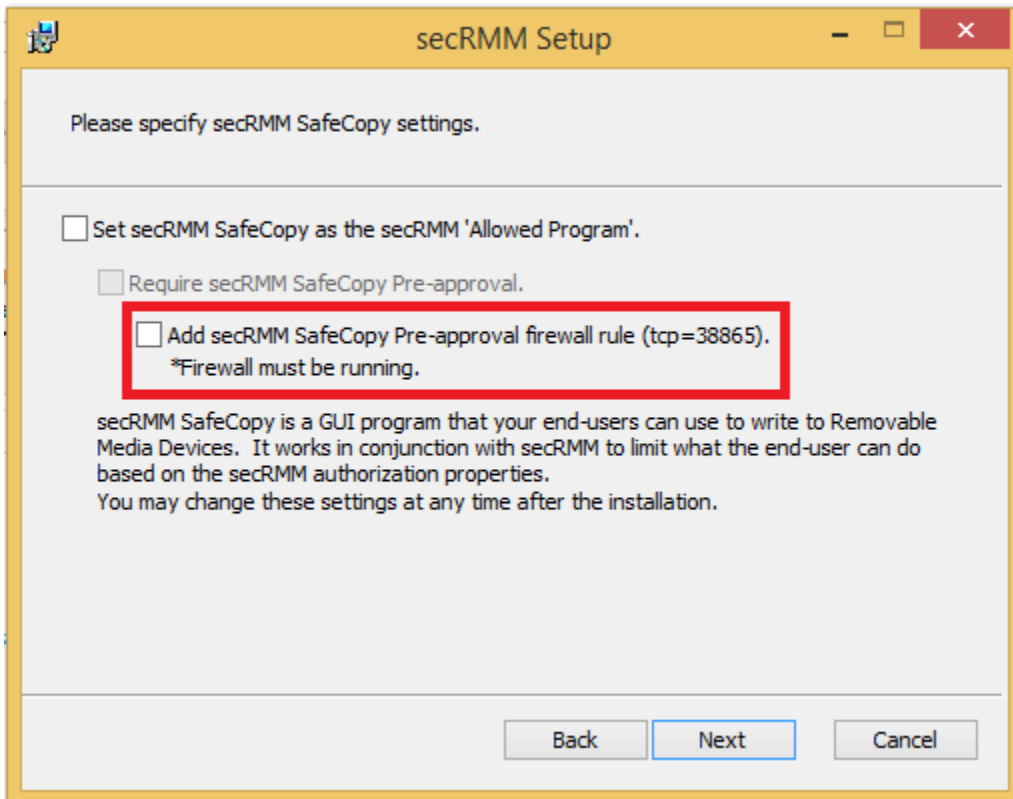 secRMM Setup
Please specify secRMM SafeCopy settings.
Set secRMM SafeCopy as the secRMM 'Allowed Program'.
Require secRMM SafeCopy Pre-approval.
Add secRMM SafeCopy Pre-approval firewall rule (tcp=38865).
*Firewall must be running.
secRMM SafeCopy is a GUI program that your end-users can use to write to Removable
Media Devices.  It works in conjunction with secRMM to limit what the end-user can do
based on the secRMM authorization properties.
You may change these settings at any time after the installation.
Back
Next
Cancel